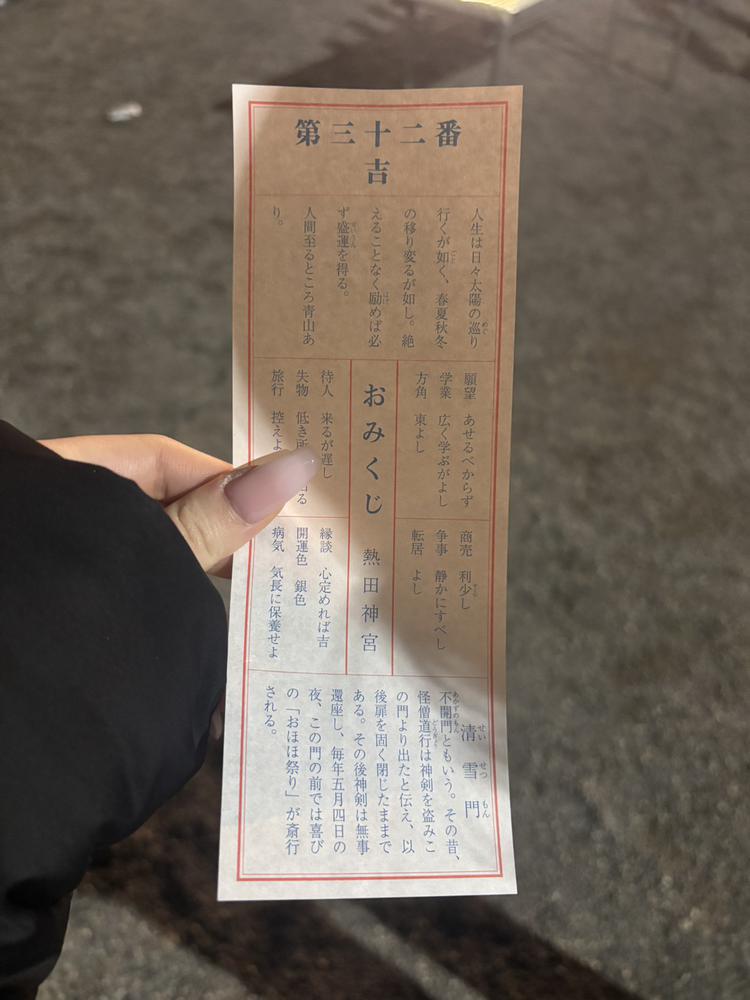 第三十二番
吉
人生は日々太陽の巡り
行くが如く、春夏秋冬
の移り変るが如し。絶
えることなく励めば必
ず盛運を得る。
人間至るところ青山あ
り。
願望 あせるべからず
学業 広く学ぶがよし
方角 東よし
商売 利少し
争事 静かにすべし
転居 よし
おみくじ 熱田神宮
待人 来るが遅し
失物 低き所
旅行 控えよ
縁談 心定めれば吉
開運色 銀色
病気 気長に保養せよ
清雪門
不開門ともいう。その昔、
怪僧道行は神剣を盗みこ
の門より出たと伝え、以
後扉を固く閉じたままで
ある。その後神剣は無事
還座し、毎年五月四日の
夜、この門の前では喜び
の「おほほ祭り」が斎行
される。